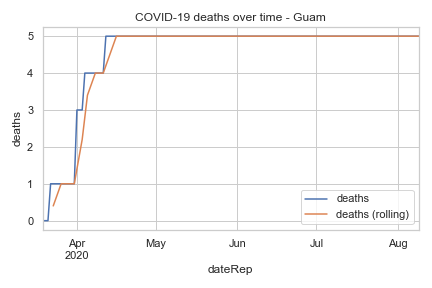 COVID-19 deaths over time - Guam
deaths
5
4
3
2
1
0
Apr
2020
May
Jun
Jul
Aug
dateRep
deaths
deaths (rolling)